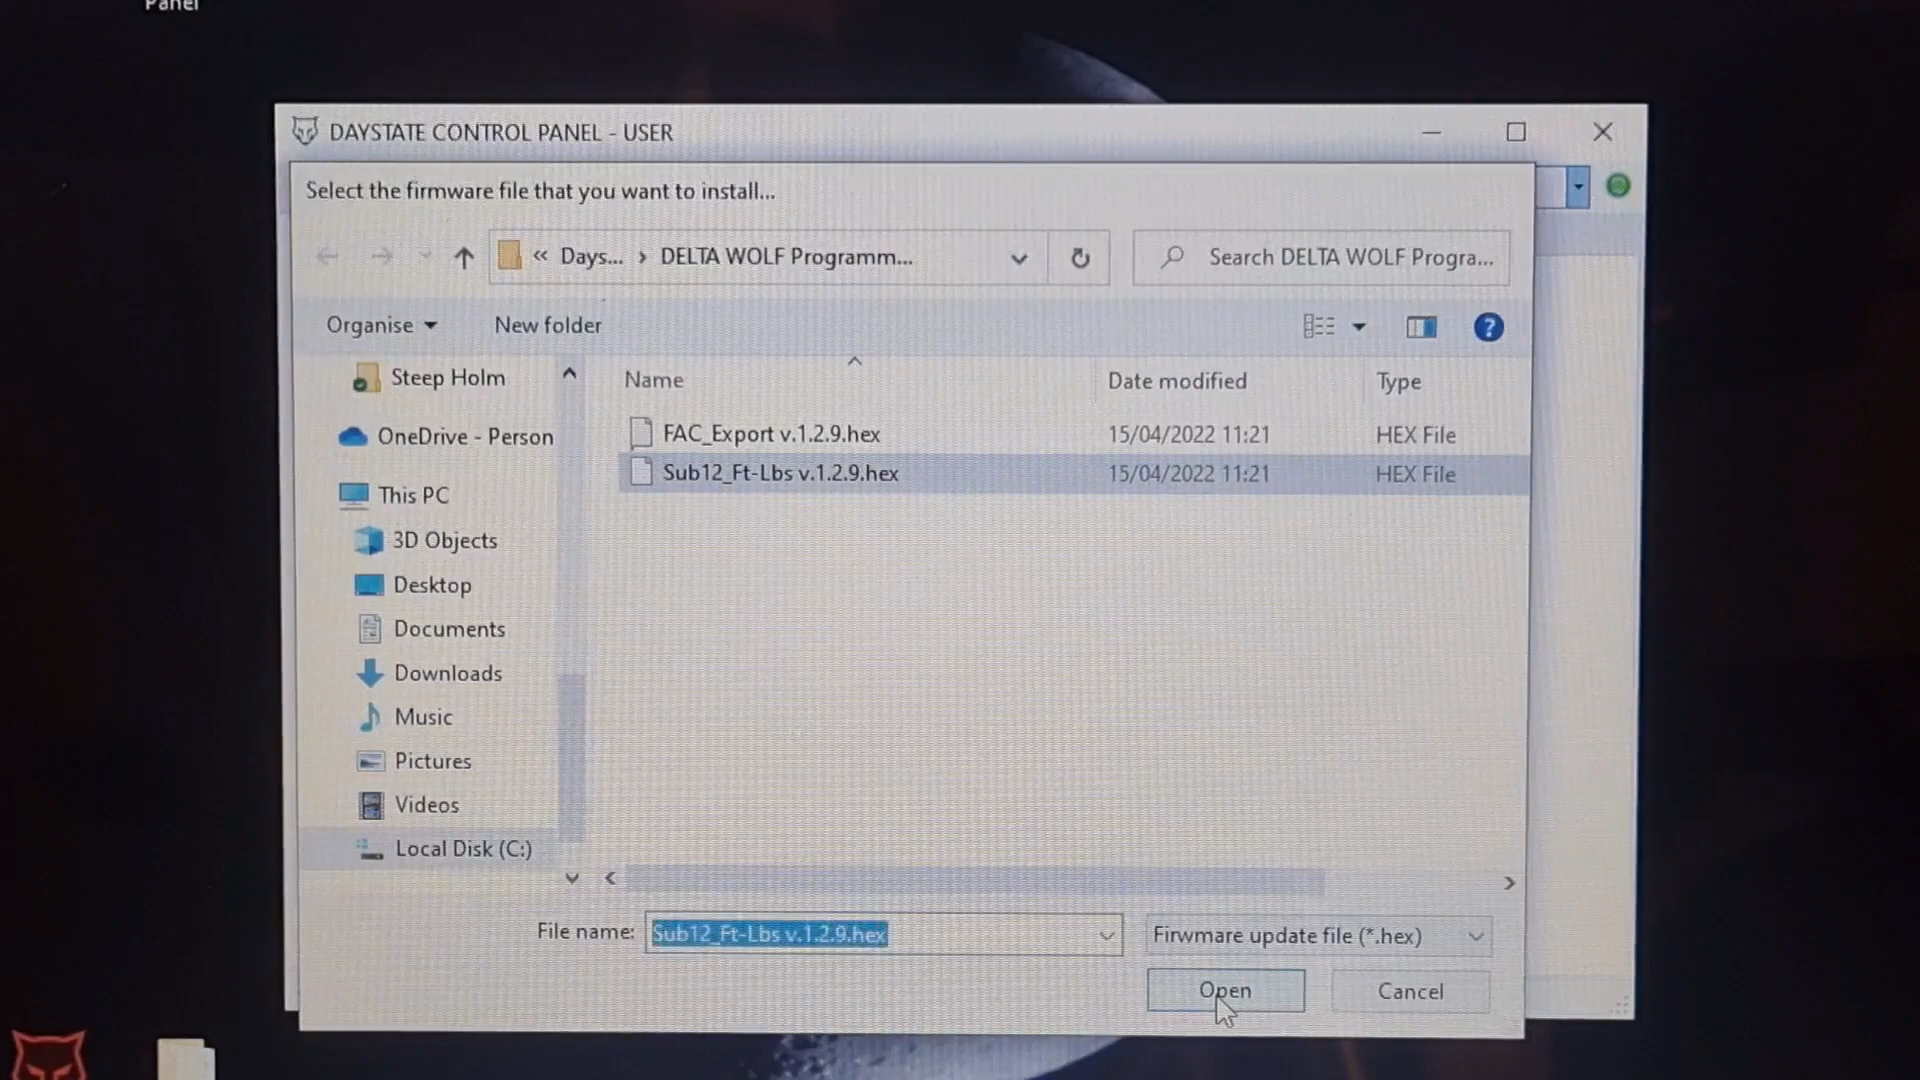 Panel
DAYSTATE CONTROL PANEL - USER
Select the firmware file that you want to install...
« Days... › DELTA WOLF Programm...
Search DELTA WOLF Progra...
Organise
New folder
?
Steep Holm
OneDrive - Person
This PC
3D Objects
Desktop
Documents
Downloads
Music
Pictures
Videos
Local Disk (C:)
Name Date modified Type
FAC_Export v.1.2.9.hex 15/04/2022 11:21 HEX File
Sub12_Ft-Lbs v.1.2.9.hex 15/04/2022 11:21 HEX File
File name: Sub12_Ft-Lbs v.1.2.9.hex
Firwmare update file (*.hex)
Open
Cancel